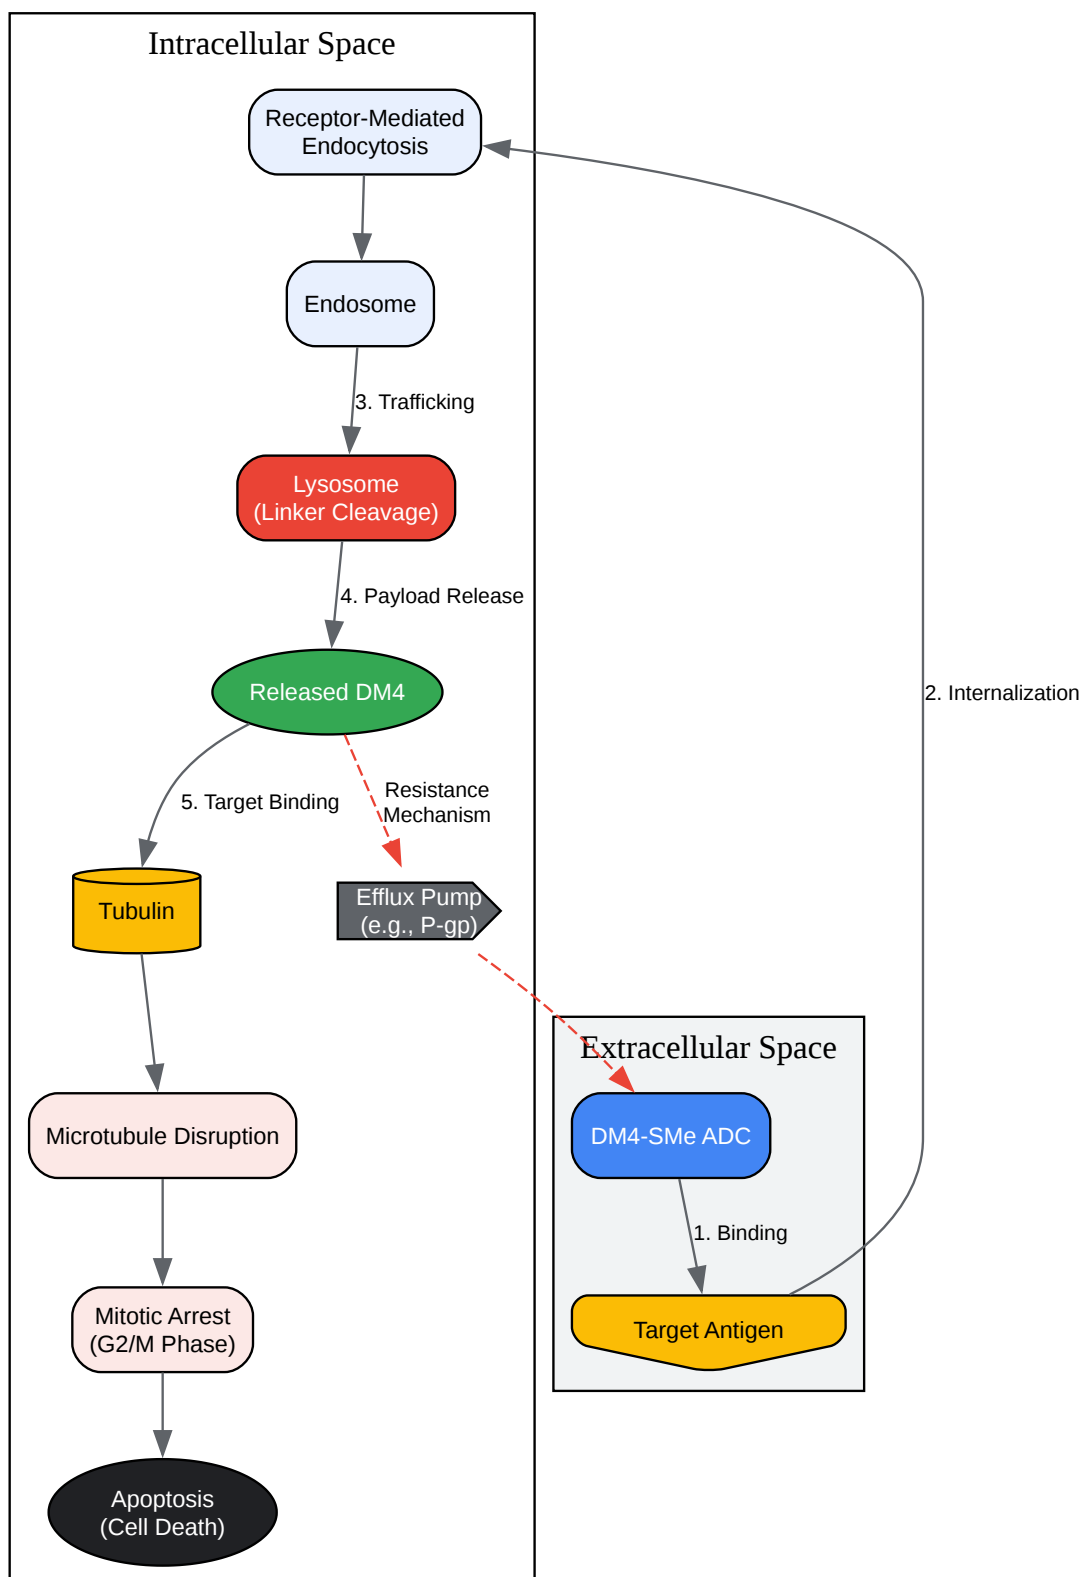 Intracellular Space
Receptor-Mediated
Endocytosis
Endosome
3. Trafficking
Lysosome
(Linker Cleavage)
4. Payload Release
Released DM4
2. Internalization
Resistance
Mechanism
5. Target Binding
Tubulin
Efflux Pump
(e.g., P-gp)
Extracellular Space
Microtubule Disruption
DM4-SMe ADC
1. Binding
Mitotic Arrest
(G2/M Phase)
Target Antigen
Apoptosis
(Cell Death)